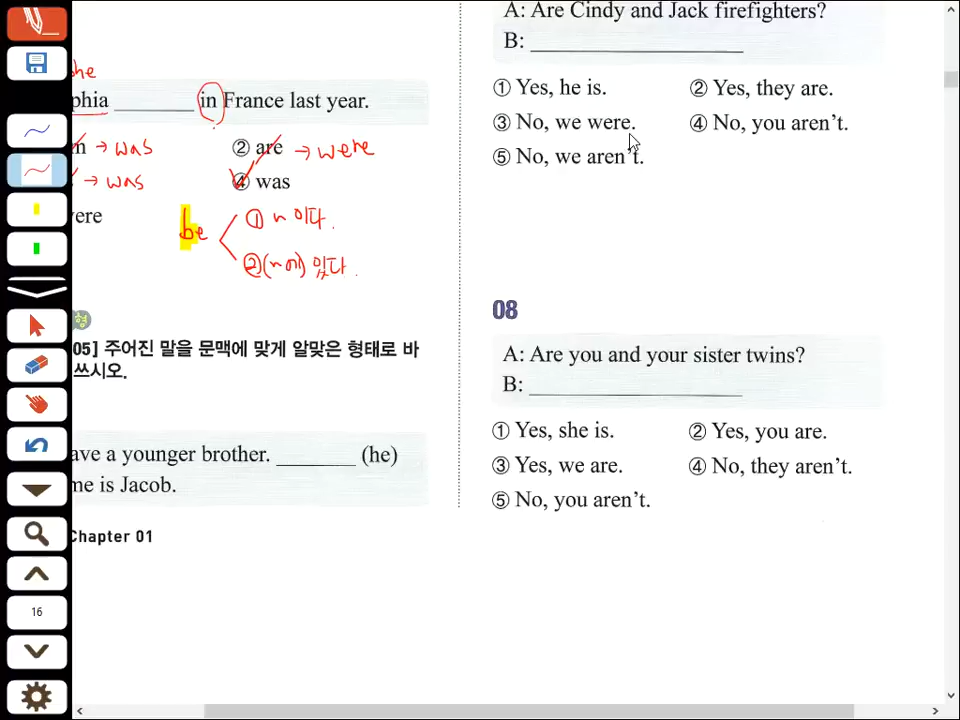 she
phia ________ in France last year.
n → was
② are → were
→ was
④ was
ere
be
① n 이다.
②(n에) 있다.
형
05] 주어진 말을 문맥에 맞게 알맞은 형태로 바
쓰시오.
ave a younger brother. ________ (he)
me is Jacob.
Chapter 01
A: Are Cindy and Jack firefighters?
B: ________
① Yes, he is.
② Yes, they are.
③ No, we were.
④ No, you aren't.
⑤ No, we aren't.
08
A: Are you and your sister twins?
B: ________
① Yes, she is.
② Yes, you are.
③ Yes, we are.
④ No, they aren't.
⑤ No, you aren't.
16